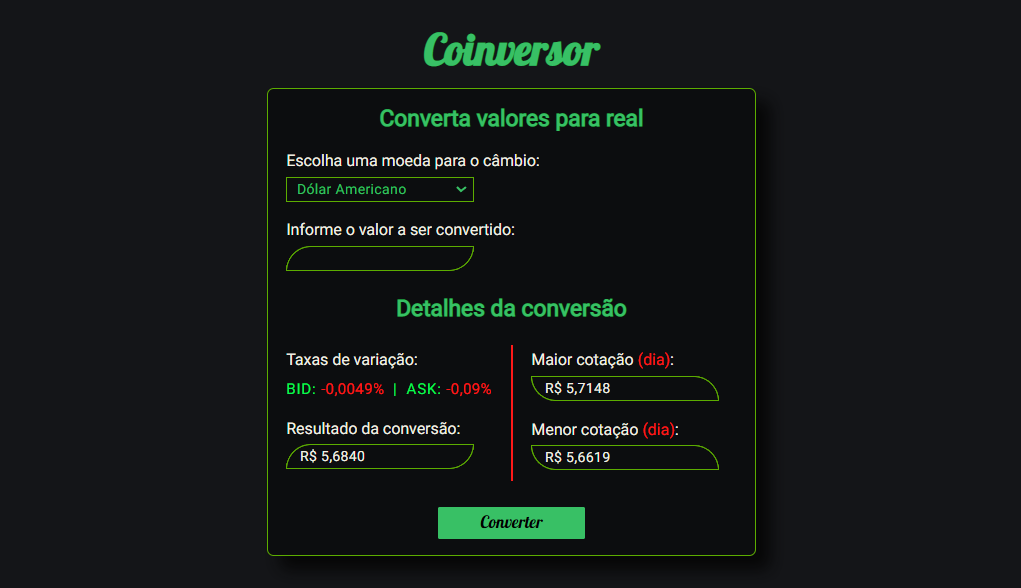 Coinversor
Converta valores para real
Escolha uma moeda para o câmbio:
Dólar Americano
Informe o valor a ser convertido:
Detalhes da conversão
Taxas de variação:
BID: -0,0049% | ASK: -0,09%
Resultado da conversão:
R$ 5,6840
Maior cotação (dia):
R$ 5,7148
Menor cotação (dia):
R$ 5,6619
Converter